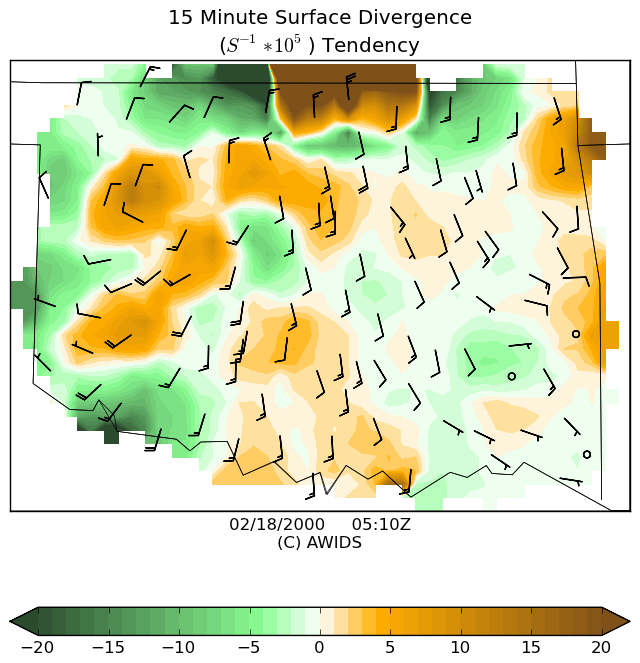 15 Minute Surface Divergence
(S⁻¹ *10⁵ ) Tendency
02/18/2000 05:10Z
(C) AWIDS
−20 −15 −10 −5 0 5 10 15 20